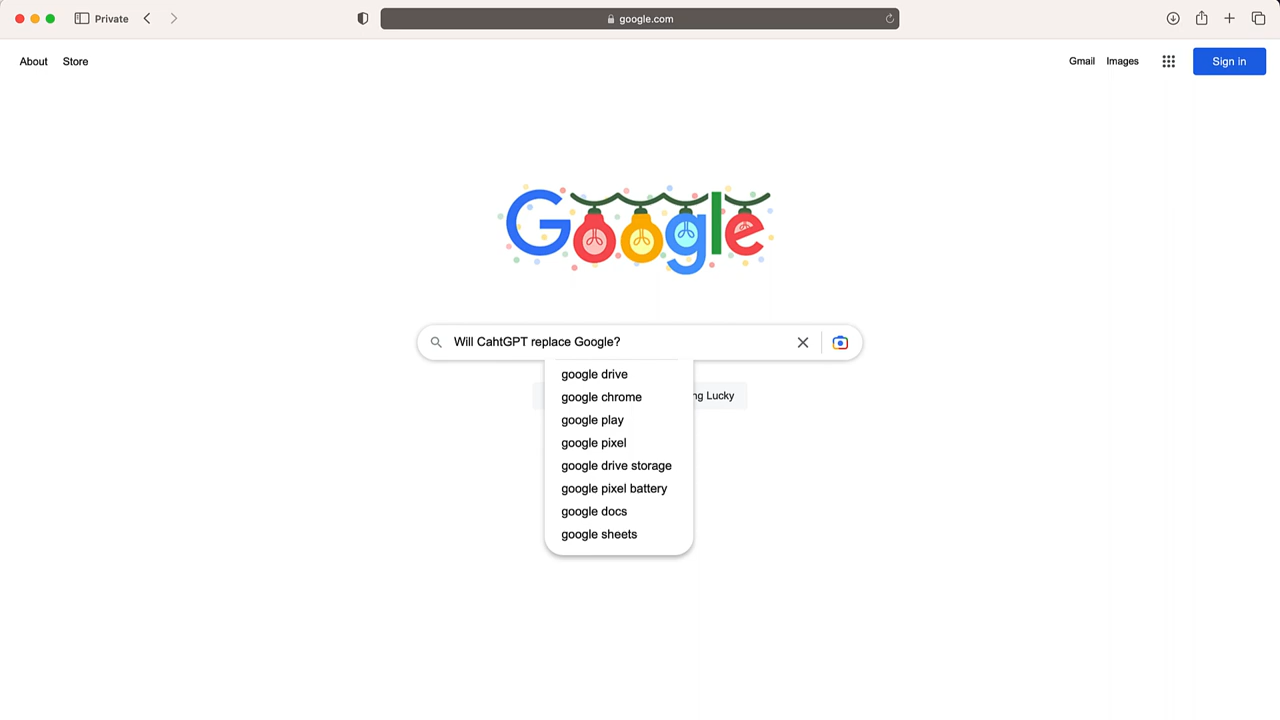 Private
google.com
About Store
Gmail Images
Sign in
Google
Will CahtGPT replace Google?
google drive
google chrome
ng Lucky
google play
google pixel
google drive storage
google pixel battery
google docs
google sheets